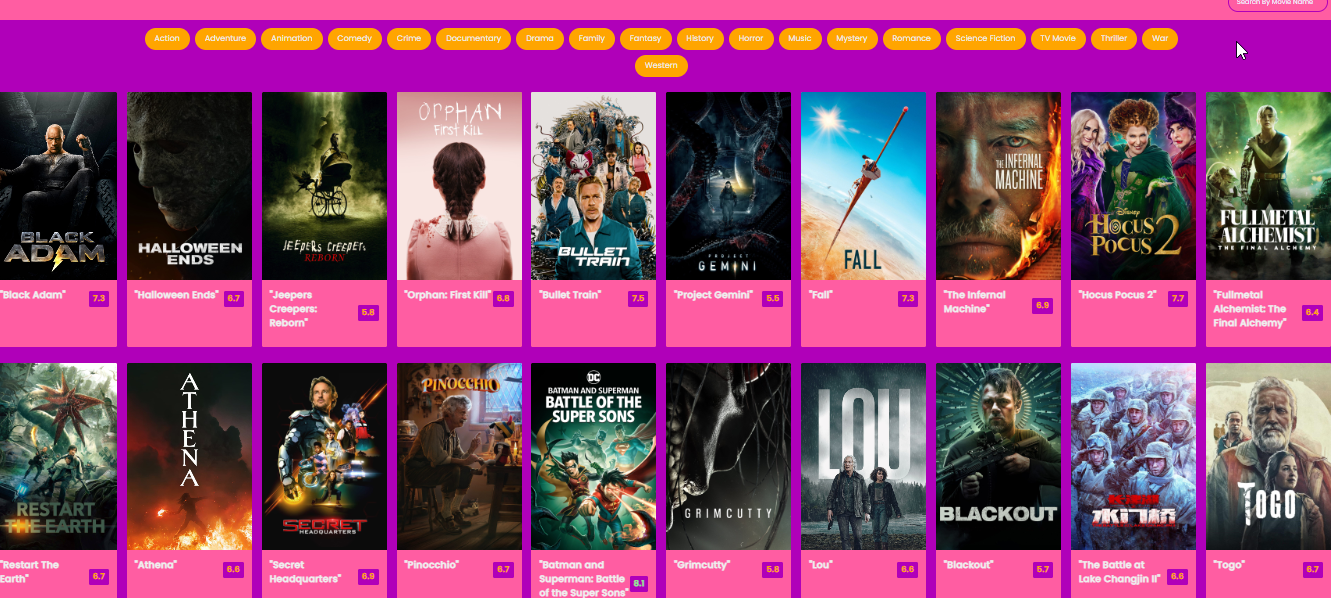 Search By Movie Name
Action Adventure Animation Comedy Crime Documentary Drama Family Fantasy History Horror Music Mystery Romance Science Fiction TV Movie Thriller War
Western
BLACK
ADAM
HALLOWEEN
ENDS
JEEPERS CREEPERS
REBORN
ORPHAN
First Kill
BULLET
TRAIN
PROJECT
GEMINI
FALL
THE INFERNAL
MACHINE
Disney
HOCUS
POCUS 2
FULLMETAL
ALCHEMIST
THE FINAL ALCHEMY
"Black Adam" 7.3
"Halloween Ends" 6.7
"Jeepers
Creepers:
Reborn"
5.8
"Orphan: First Kill" 6.8
"Bullet Train" 7.5
"Project Gemini" 5.5
"Fall" 7.3
"The Infernal
Machine"
6.9
"Hocus Pocus 2" 7.7
"Fullmetal
Alchemist: The
Final Alchemy"
6.4
RESTART
THE EARTH
ATHENA
SECRET
HEADQUARTERS
PINOCCHIO
DC
BATMAN AND SUPERMAN
BATTLE OF THE
SUPER SONS
GRIMCUTTY
LOU
BLACKOUT
TOGO
"Restart The
Earth"
6.7
"Athena" 6.6
"Secret
Headquarters"
6.9
"Pinocchio" 6.7
"Batman and
Superman: Battle
of the Super Sons"
8.1
"Grimcutty" 5.8
"Lou" 6.6
"Blackout" 5.7
"The Battle at
Lake Changjin II"
6.6
"Togo" 6.7